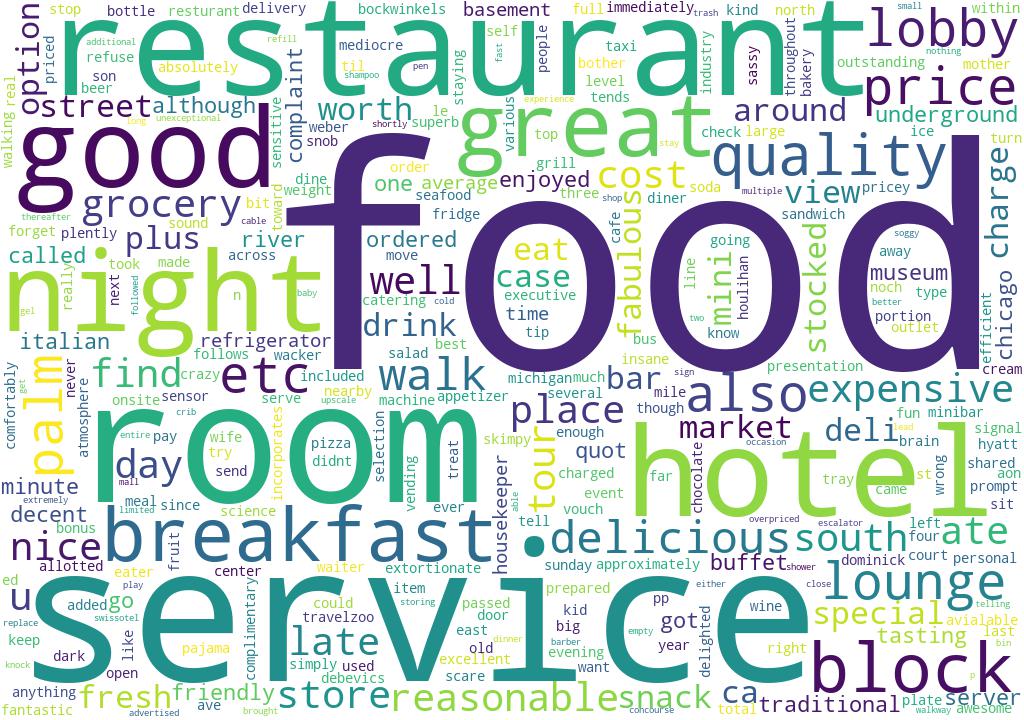 stop
bottle
resturant
delivery
bockwinkels
basement
full
immediately
trash
kind
north
small
within
restaurant
lobby
option
priced
additional
refuse
son
beer
absolutely
refill
mediocre
til
shampoo
pen
fast
self
people
staying
taxi
bother
level
tends
industry
sassy
throughout
bakery
outstanding
nothing
mother
price
walking real
street
although
long
unexceptional
sensitive
complaint
worth
weber
snob
shortly
le
superb
various
experience
top
stay
around
check
large
underground
ice
turn
good
great
quality
charge
dine
weight
order
one
average
seafood
grill
enjoyed
three
cost
diner
soda
multiple
view
pricey
sandwich
grocery
bit
toward
cable
thereafter
forget
plently
sound
plus
river
across
ordered
move
fridge
shop
cafe
food
called
really
took
made
next
followed
n
baby
night
gel
well
catering
cold
eat
case
executive
time
tip
fabulous
line
two
going
mini
houlihan
know
stocked
soggy
away
museum
noch
type
better
portion
outlet
efficient
chicago
cream
italian
refrigerator
drink
best
bus
insane
sign
presentation
follows
wacker
salad
find
crazy
included
nearby
etc
walk
michigan
much
several
bar
mile
though
also
expensive
comfortably
get
palm
never
atmosphere
onsite
sensor
crib
serve
machine
appetizer
upscale
place
market
fun
minibar
lead
signal
room
skimpy
enough
quot
deli
brain
hyatt
hotel
entire
pay
wife
try
send
pizza
didnt
selection
vending
treat
occasion
tour
charged
event
vouch
far
chocolate
tray
came
st
wrong
shared
aon
prompt
sit
day
mall
minute
extremely
meal
since
limited
incorporates
science
ever
able
housekeeper
tell
decent
bonus
overpriced
escalator
left
four
nice
breakfast
delicious
south
ate
fruit
sunday
approximately
buffet
shower
dominick
court
personal
allotted
ed
eater
play
center
waiter
extortionate
item
storing
prepared
either
close
lounge
telling
u
added
go
swissotel
replace
keep
complimentary
could
travelzoo
passed
door
kid
big
pp
got
wine
special
avialable
service
dark
pajama
late
east
old
dinner
barber
empty
evening
year
delighted
right
tasting
last
bin
knock
open
like
simply
used
debevics
scare
excellent
want
block
p
anything
fresh
friendly
store
reasonable
snack
ca
total
traditional
plate
server
fantastic
advertised
ave
brought
concourse
walkway
awesome